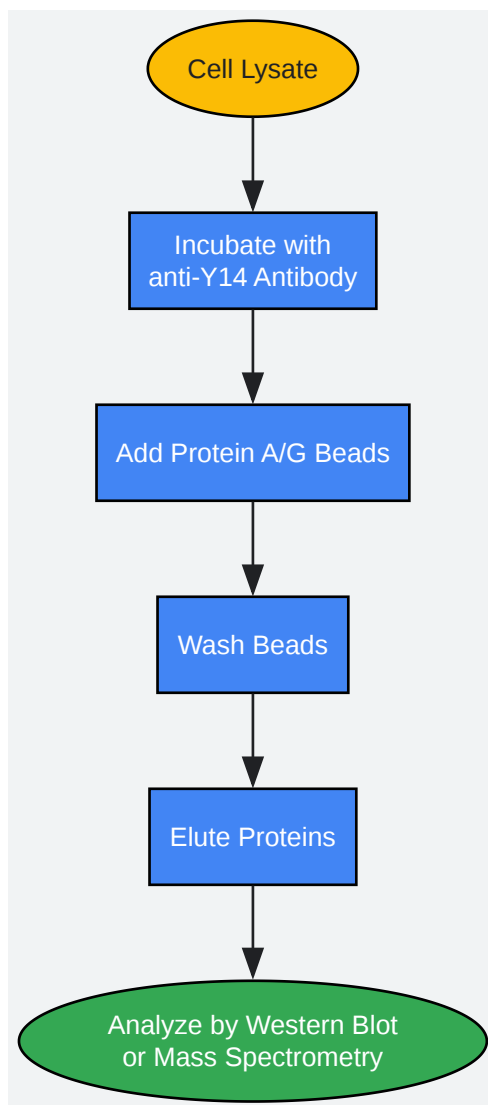 Cell Lysate
Incubate with
anti-Y14 Antibody
Add Protein A/G Beads
Wash Beads
Elute Proteins
Analyze by Western Blot
or Mass Spectrometry